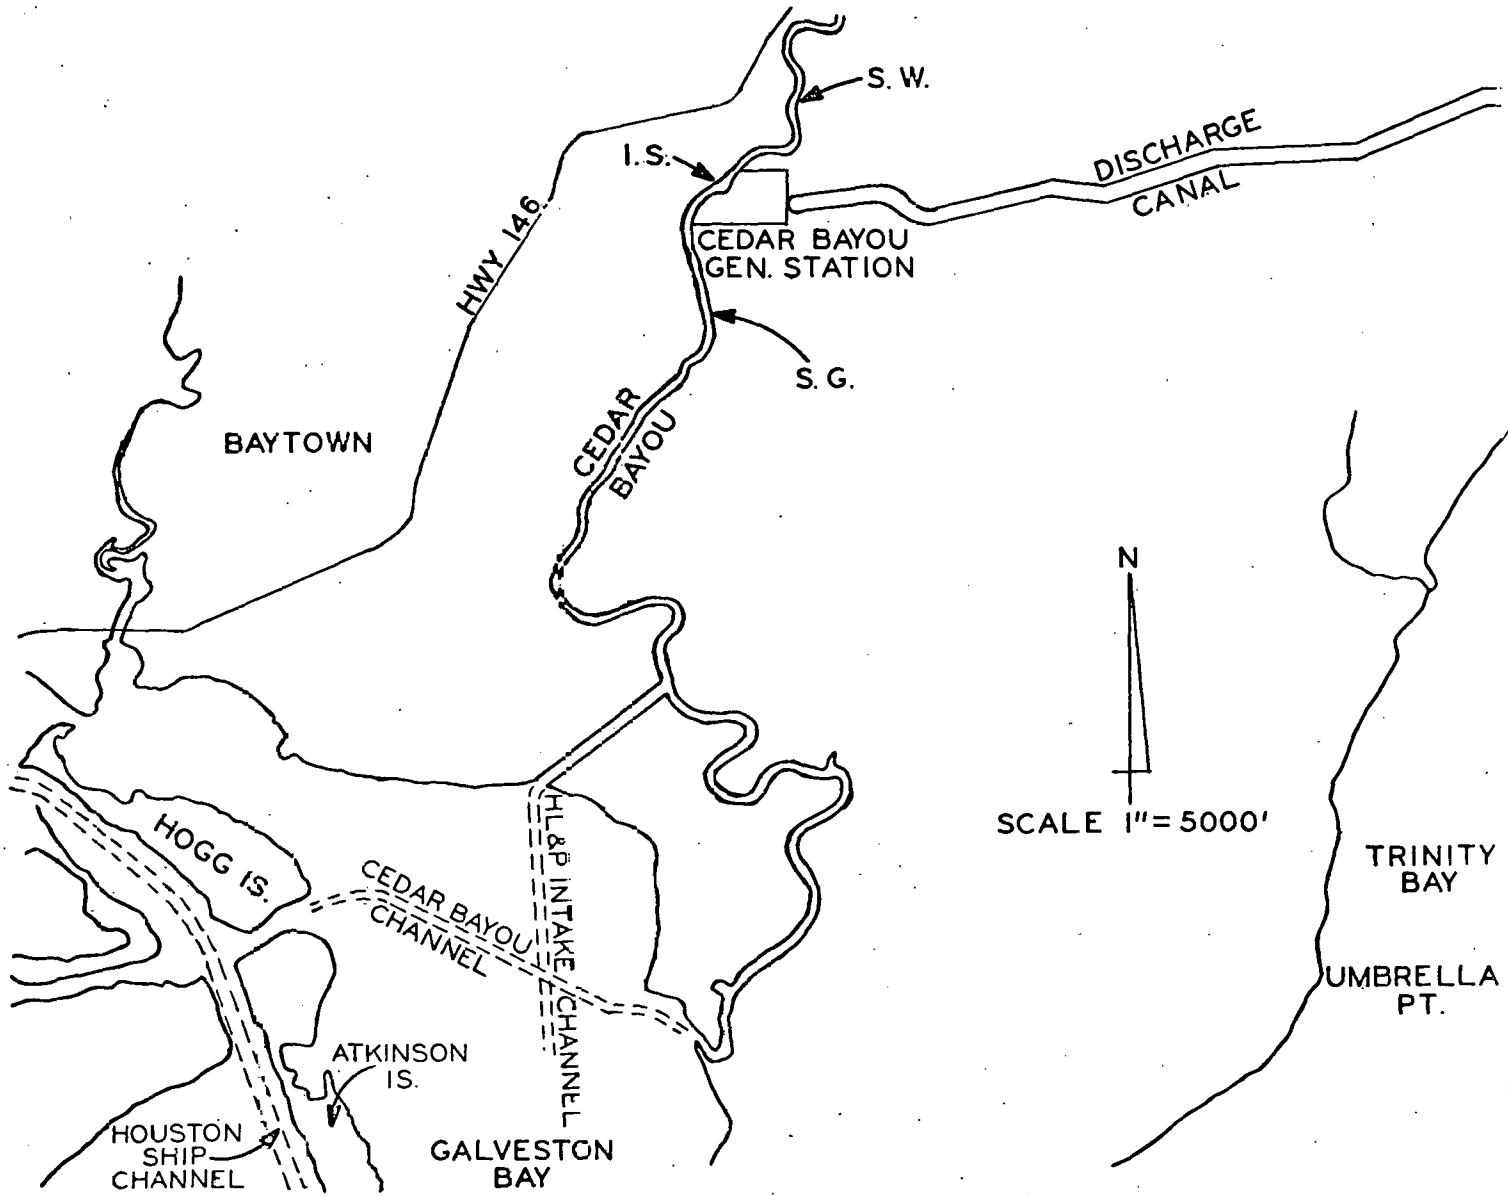 S. W.
I.S.
DISCHARGE
CANAL
HWY 146
CEDAR BAYOU
GEN. STATION
S. G.
CEDAR
BAYOU
BAYTOWN
N
SCALE 1" = 5000'
TRINITY
BAY
UMBRELLA
PT.
HOGG IS.
CEDAR BAYOU
CHANNEL
HL&P INTAKE CHANNEL
ATKINSON
IS.
HOUSTON
SHIP
CHANNEL
GALVESTON
BAY